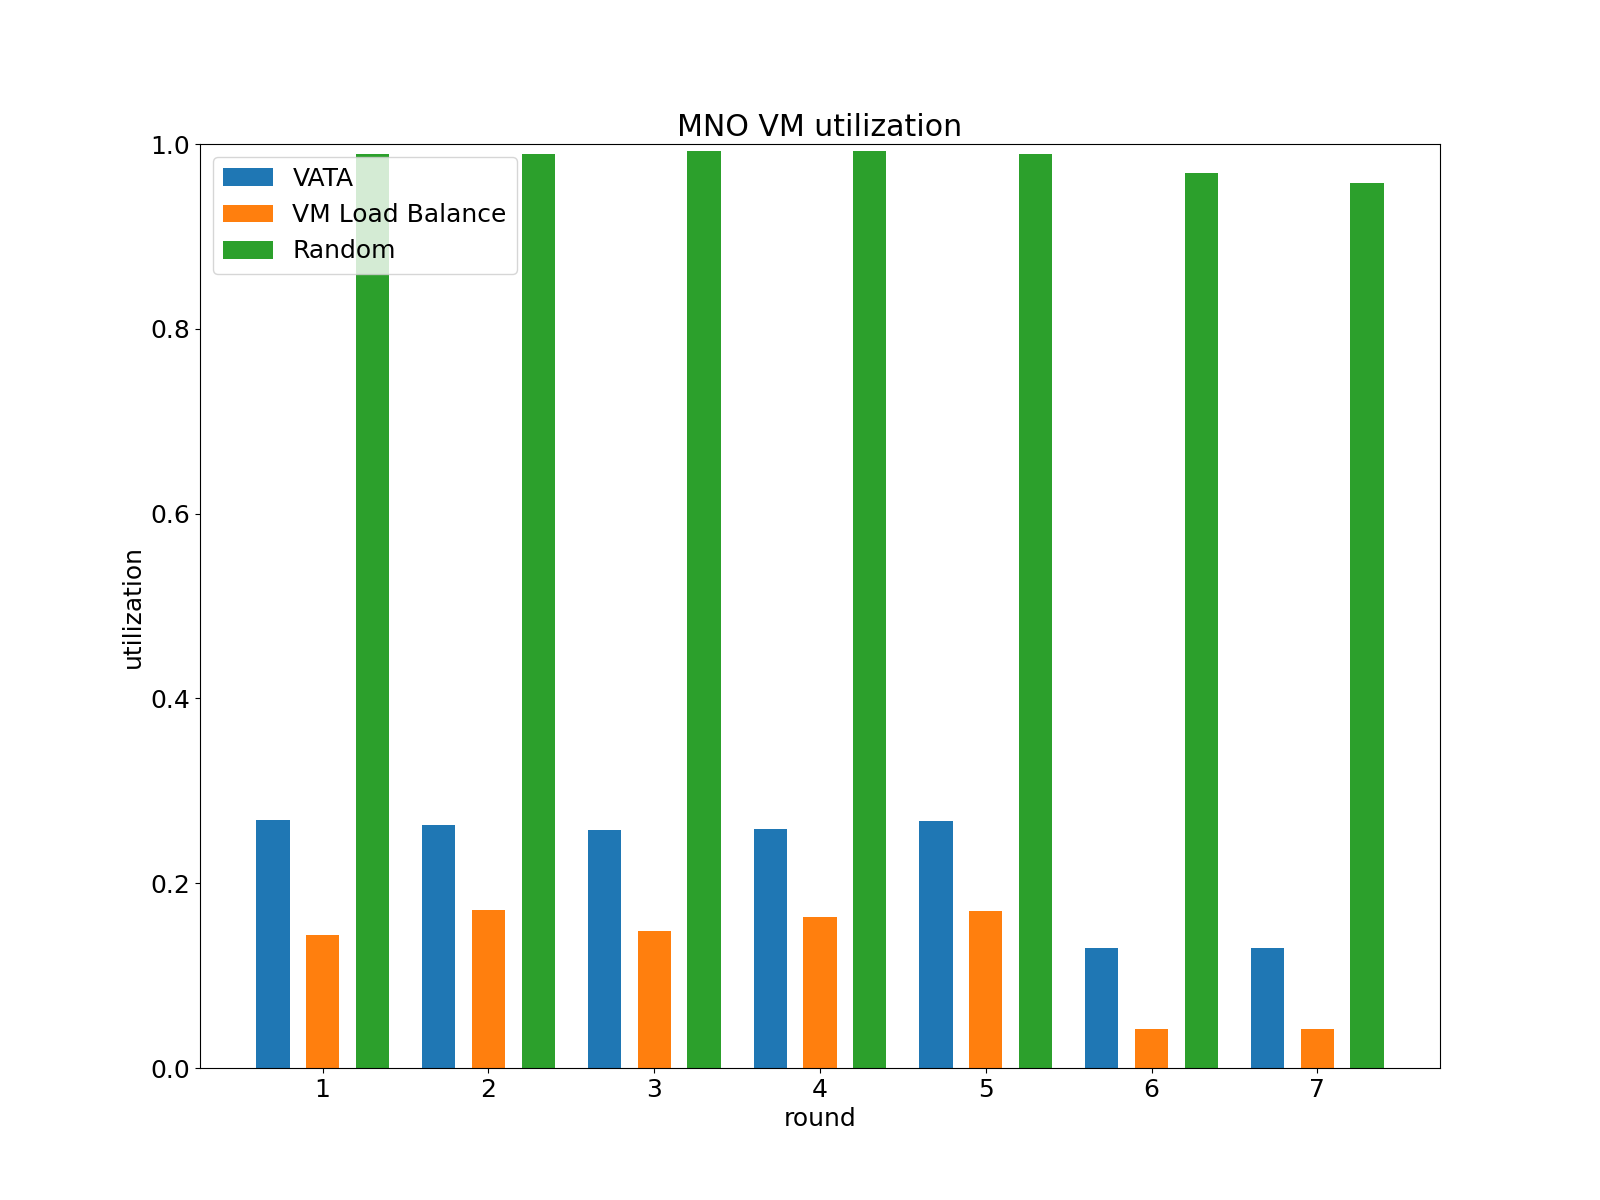 MNO VM utilization
VATA
VM Load Balance
Random
1.0
0.8
0.6
0.4
0.2
0.0
utilization
1 2 3 4 5 6 7
round